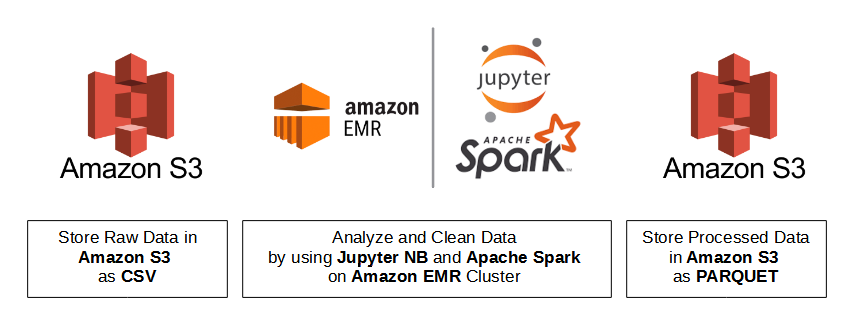 Amazon S3
amazon
EMR
jupyter
APACHE
Spark™
Amazon S3
Store Raw Data in
Amazon S3
as CSV
Analyze and Clean Data
by using Jupyter NB and Apache Spark
on Amazon EMR Cluster
Store Processed Data
in Amazon S3
as PARQUET